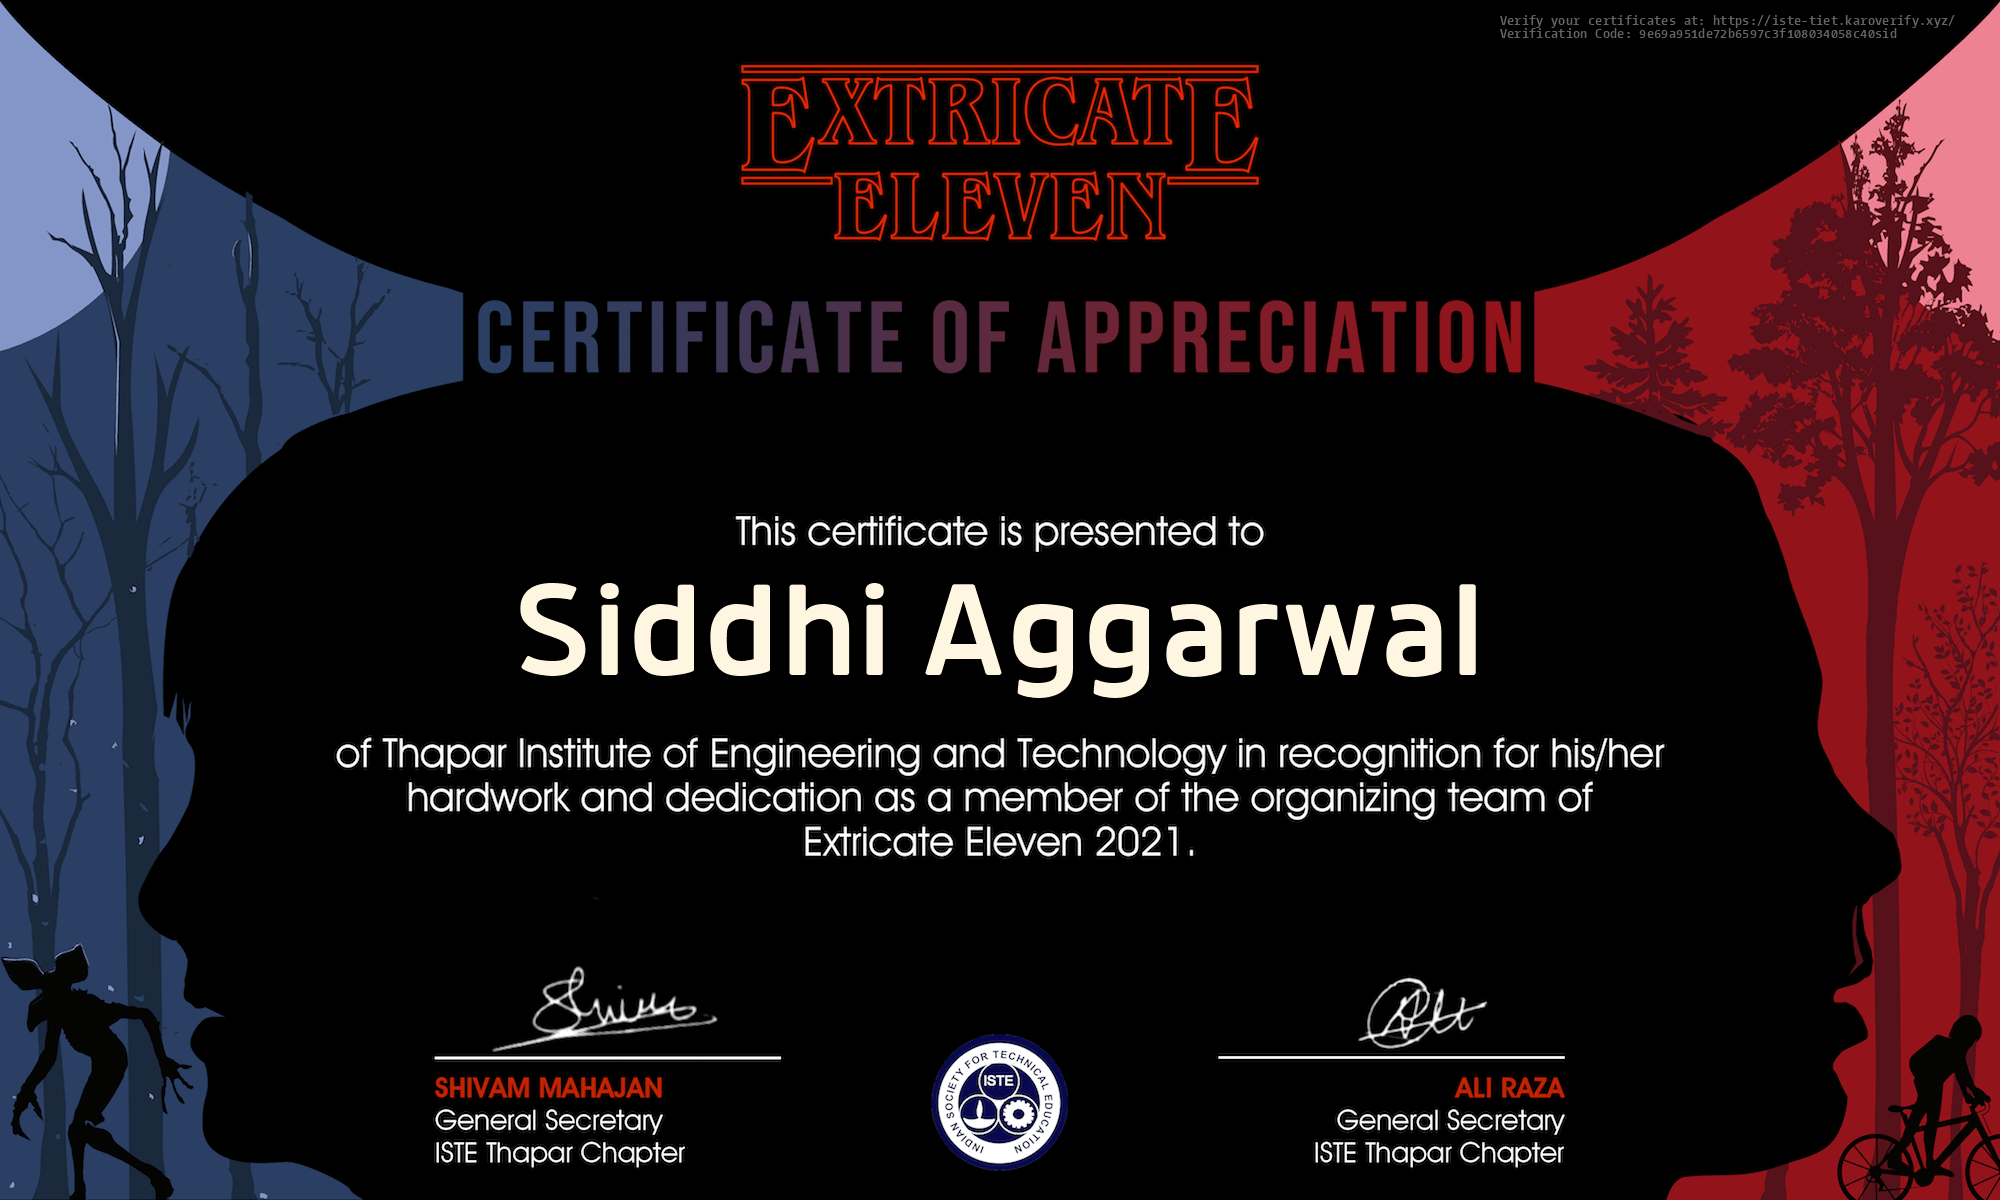 Verify your certificates at: https://iste-tiet.karoverify.xyz/
Verification Code: 9e69a951de72b6597c3f108034058c40sid
EXTRICATE
ELEVEN
CERTIFICATE OF APPRECIATION
This certificate is presented to
Siddhi Aggarwal
of Thapar Institute of Engineering and Technology in recognition for his/her
hardwork and dedication as a member of the organizing team of
Extricate Eleven 2021.
SHIVAM MAHAJAN
General Secretary
ISTE Thapar Chapter
INDIAN SOCIETY FOR TECHNICAL EDUCATION
ISTE
ALI RAZA
General Secretary
ISTE Thapar Chapter